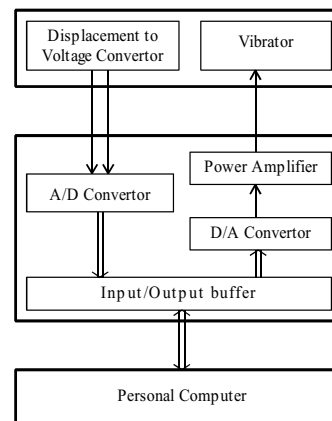 Displacement to
Voltage Convertor
Vibrator
Power Amplifier
A/D Convertor
D/A Convertor
Input/Output buffer
Personal Computer